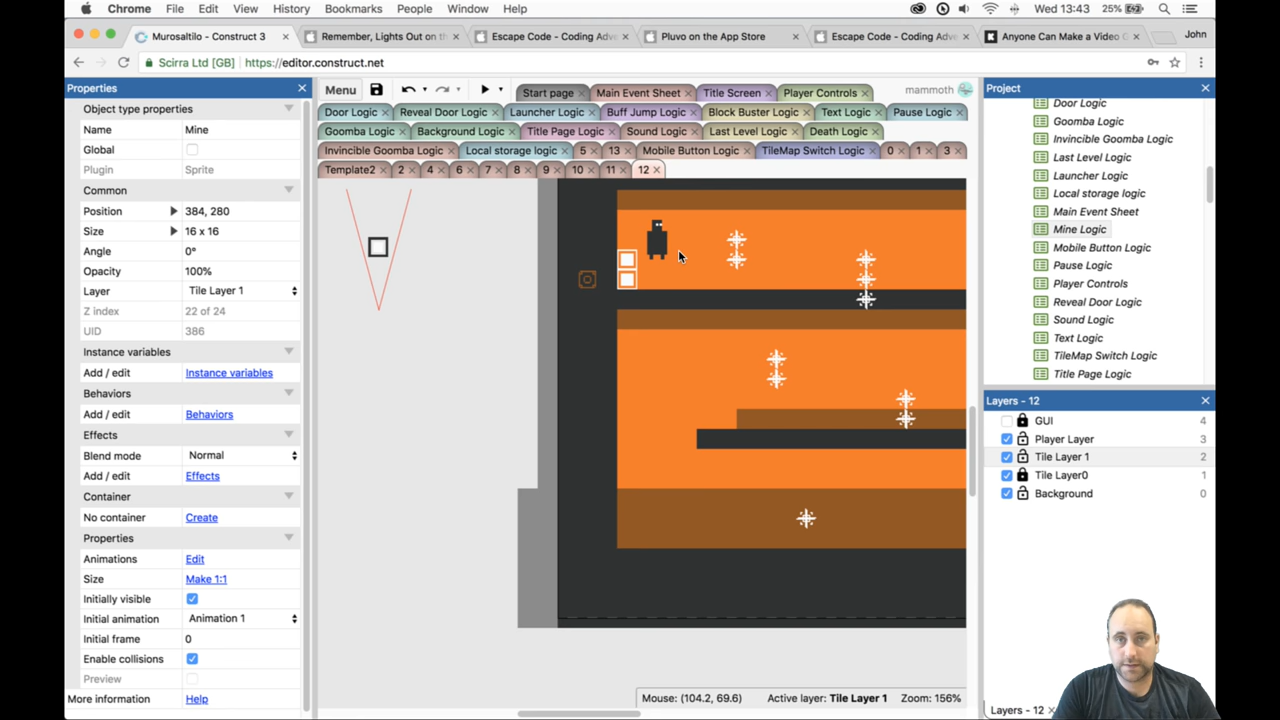 Chrome File Edit View History Bookmarks People Window Help Wed 13:43 25%
Murosaltilo - Construct 3 Remember, Lights Out on th Escape Code - Coding Adve Pluvo on the App Store Escape Code - Coding Adve Anyone Can Make a Video G John
Scirra Ltd [GB] https://editor.construct.net
Properties
Object type properties
Name Mine
Global
Plugin Sprite
Common
Position 384, 280
Size 16 x 16
Angle 0°
Opacity 100%
Layer Tile Layer 1
Z index 22 of 24
UID 386
Instance variables
Add / edit Instance variables
Behaviors
Add / edit Behaviors
Effects
Blend mode Normal
Add / edit Effects
Container
No container Create
Properties
Animations Edit
Size Make 1:1
Initially visible
Initial animation Animation 1
Initial frame 0
Enable collisions
Preview
More information Help
Menu Start page Main Event Sheet Title Screen Player Controls mammoth
Door Logic Reveal Door Logic Launcher Logic Buff Jump Logic Block Buster Logic Text Logic Pause Logic
Goomba Logic Background Logic Title Page Logic Sound Logic Last Level Logic Death Logic
Invincible Goomba Logic Local storage logic 5 13 Mobile Button Logic TileMap Switch Logic 0 1 3
Template2 2 4 6 7 8 9 10 11 12
Mouse: (104.2, 69.6) Active layer: Tile Layer 1 Zoom: 156%
Project
Door Logic
Goomba Logic
Invincible Goomba Logic
Last Level Logic
Launcher Logic
Local storage logic
Main Event Sheet
Mine Logic
Mobile Button Logic
Pause Logic
Player Controls
Reveal Door Logic
Sound Logic
Text Logic
TileMap Switch Logic
Title Page Logic
Layers - 12
GUI 4
Player Layer 3
Tile Layer 1 2
Tile Layer0 1
Background 0
Layers - 12